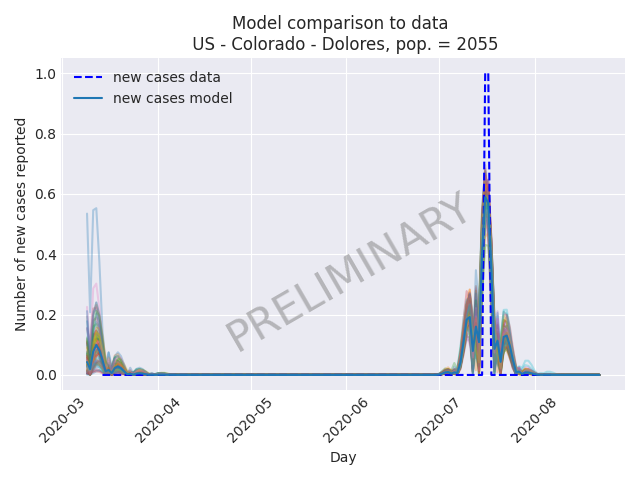 Model comparison to data
US - Colorado - Dolores, pop. = 2055
new cases data
new cases model
Number of new cases reported
1.0
0.8
0.6
0.4
0.2
0.0
PRELIMINARY
2020-03
2020-04
2020-05
2020-06
2020-07
2020-08
Day